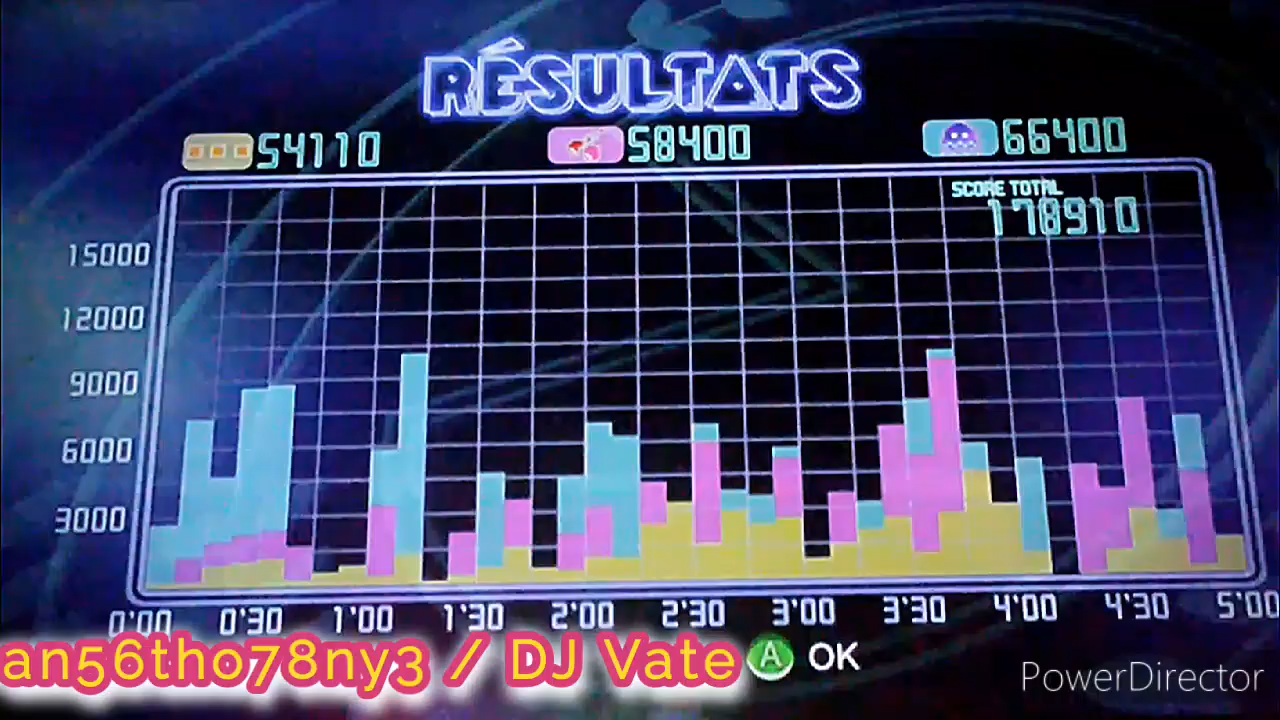 RÉSULTATS
54110 58400 66400
SCORE TOTAL
178910
15000
12000
9000
6000
3000
0'00 0'30 1'00 1'30 2'00 2'30 3'00 3'30 4'00 4'30 5'00
an56tho78ny3 / DJ Vate A OK
PowerDirector